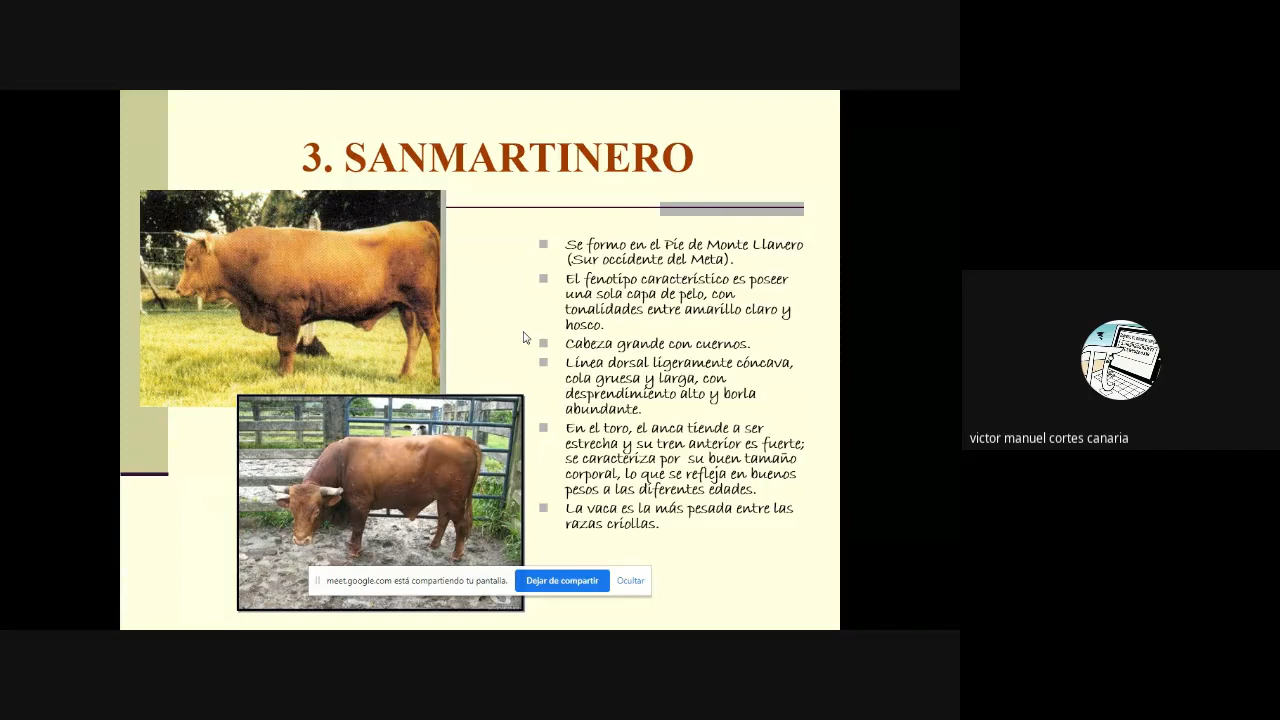 3. SANMARTINERO
Se formo en el Pie de Monte Llanero
(Sur occidente del Meta).
El fenotipo característico es poseer
una sola capa de pelo, con
tonalidades entre amarillo claro y
hosco.
Cabeza grande con cuernos.
Línea dorsal ligeramente cóncava,
cola gruesa y larga, con
desprendimiento alto y borla
abundante.
En el toro, el anca tiende a ser
estrecha y su tren anterior es fuerte;
se caracteriza por su buen tamaño
corporal, lo que se refleja en buenos
pesos a las diferentes edades.
La vaca es la más pesada entre las
razas criollas.
meet.google.com está compartiendo tu pantalla.
Dejar de compartir
Ocultar
victor manuel cortes canaria